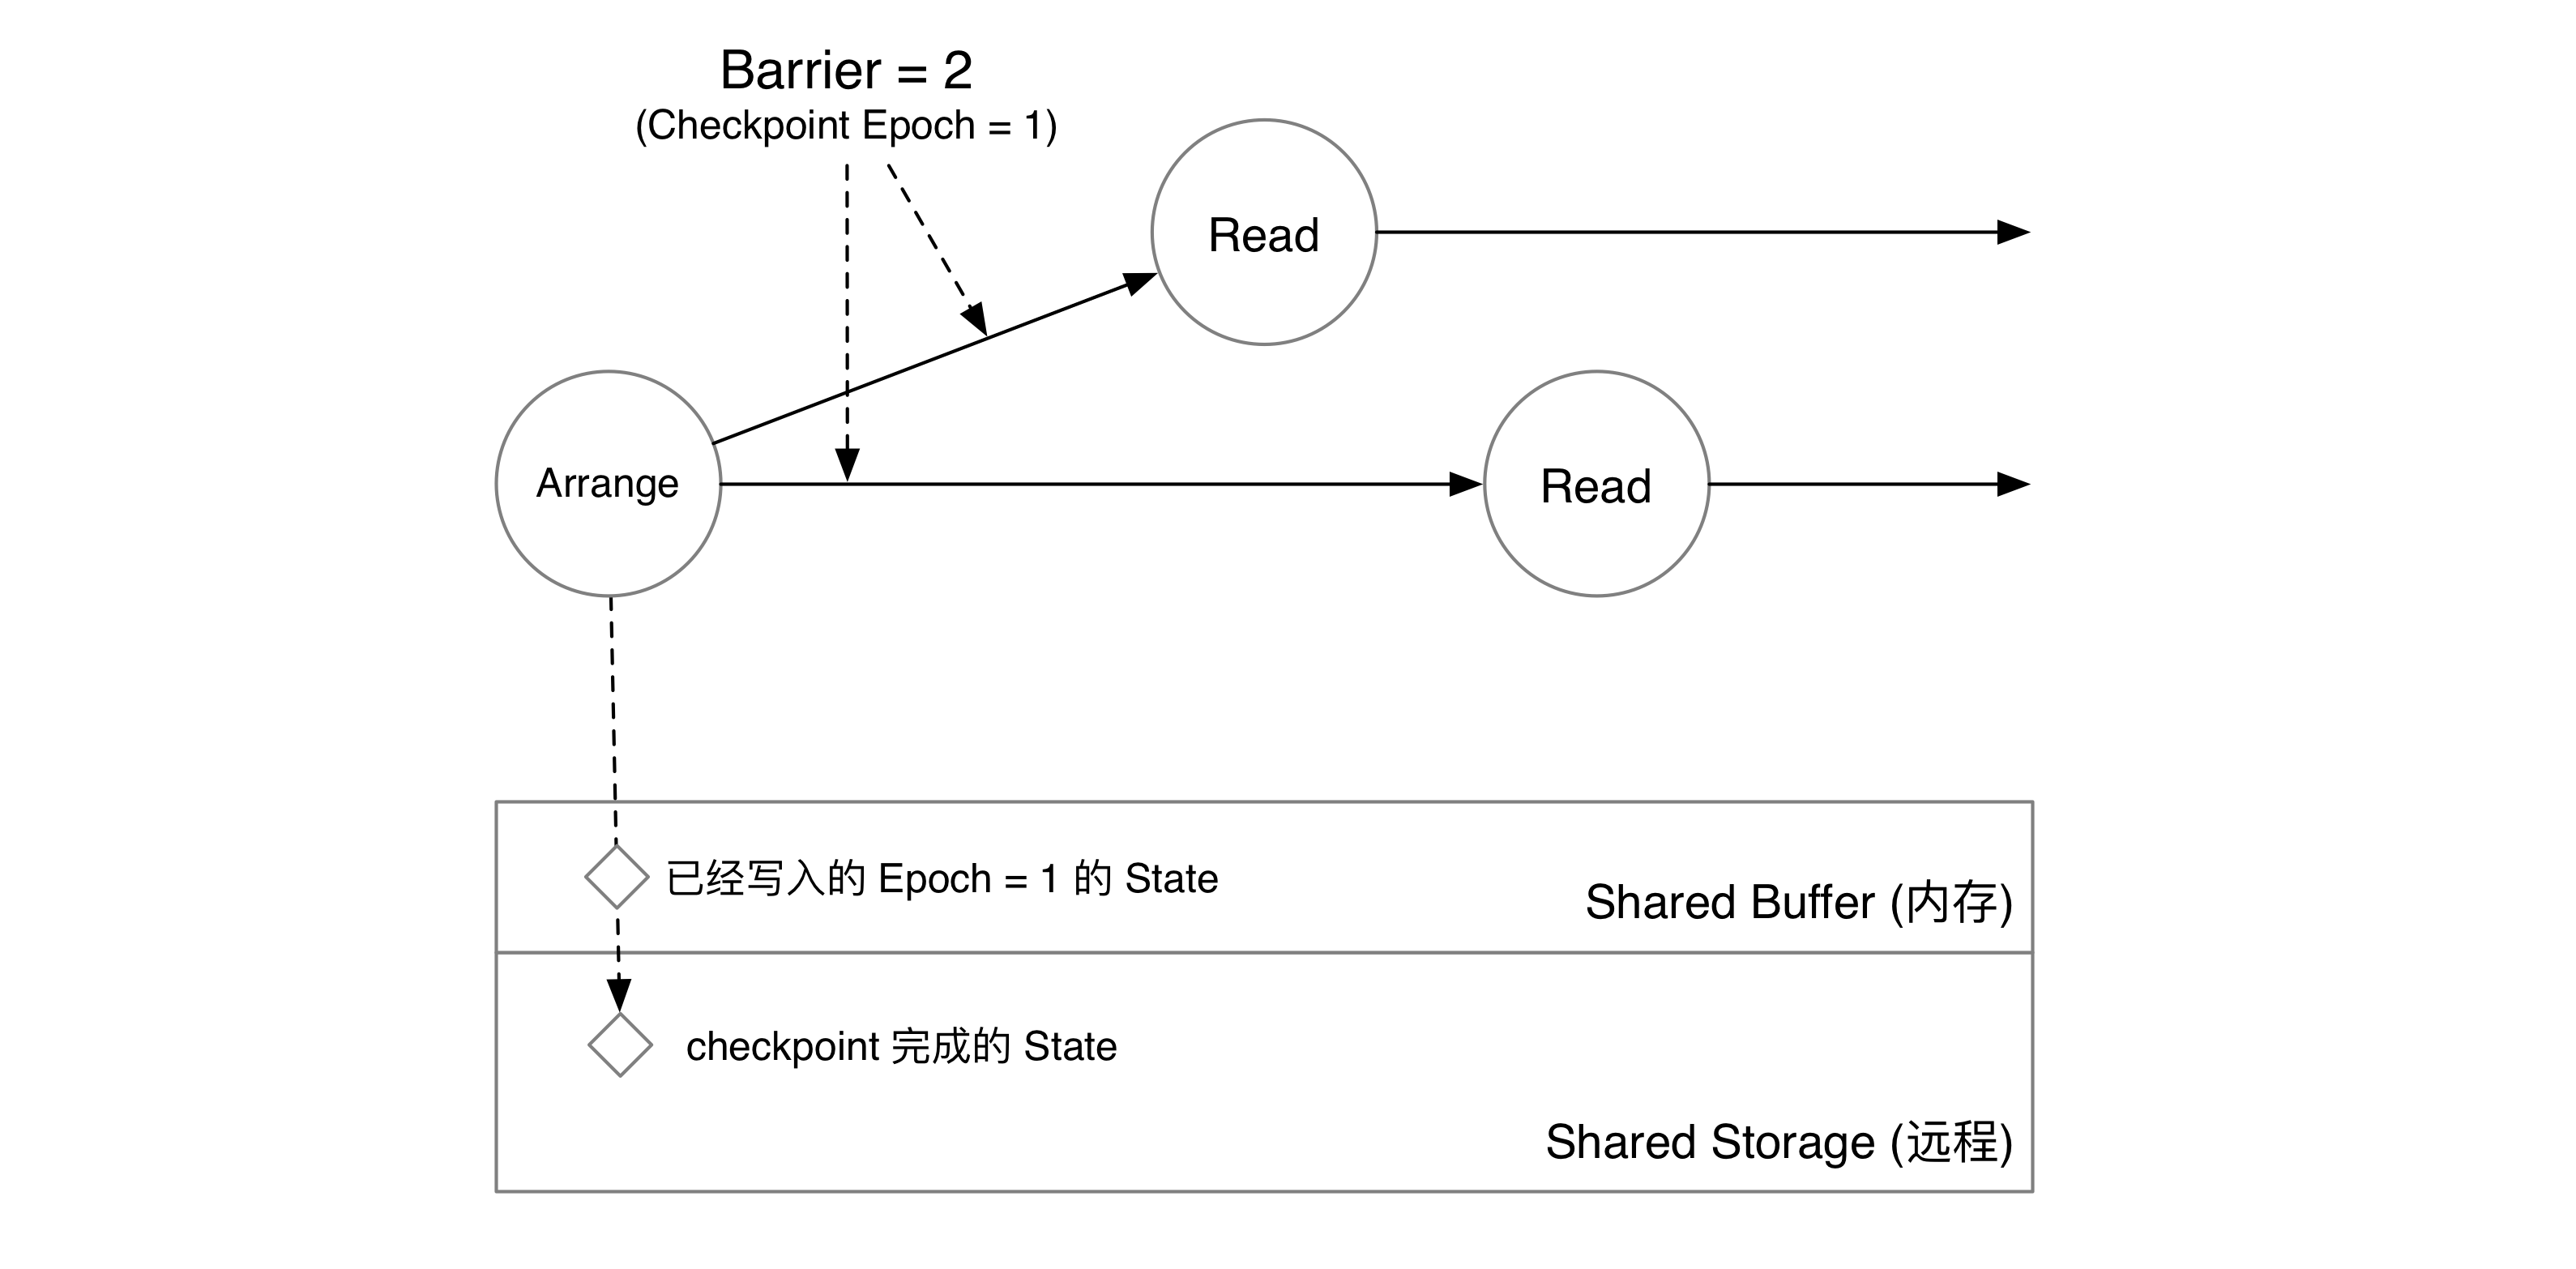 Barrier = 2
(Checkpoint Epoch = 1)
Read
Arrange
Read
已经写入的 Epoch = 1 的 State
Shared Buffer (内存)
checkpoint 完成的 State
Shared Storage (远程)